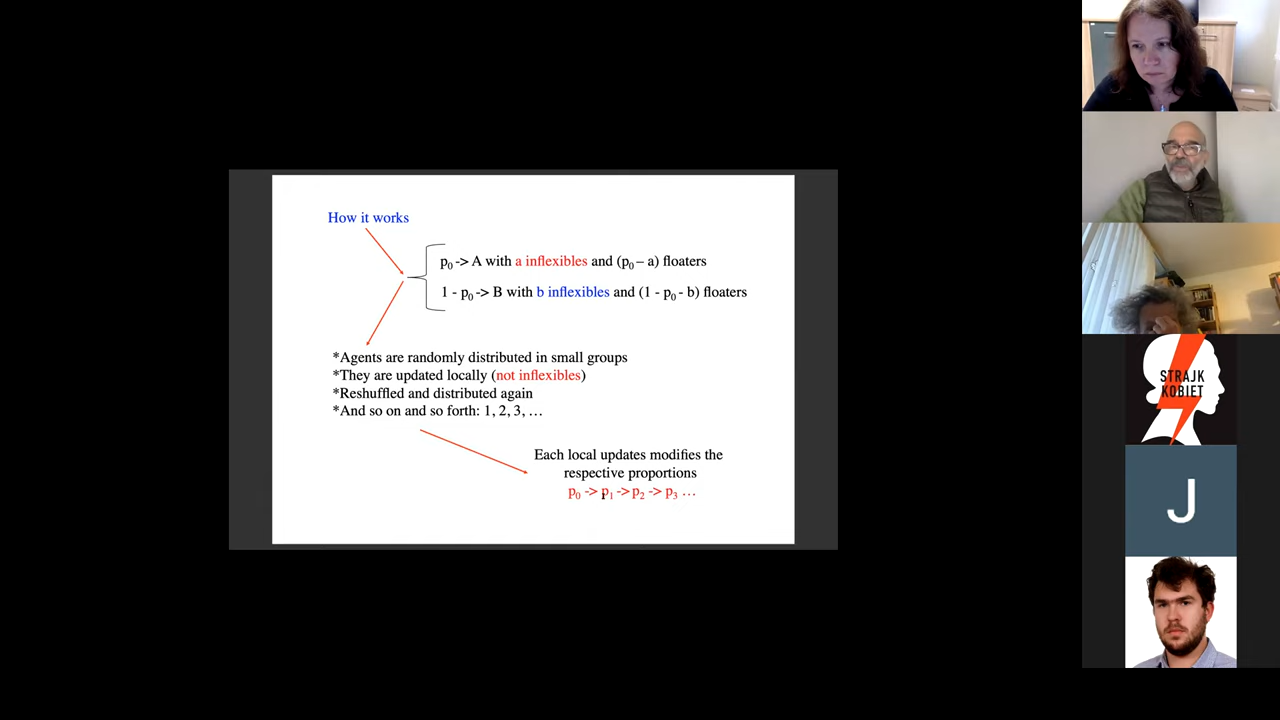 How it works
p₀ -> A with a inflexibles and (p₀ – a) floaters
1 - p₀ -> B with b inflexibles and (1 - p₀ - b) floaters
*Agents are randomly distributed in small groups
*They are updated locally (not inflexibles)
*Reshuffled and distributed again
*And so on and so forth: 1, 2, 3, …
Each local updates modifies the
respective proportions
p₀ -> p₁ -> p₂ -> p₃ …
STRAJK
KOBIET
J